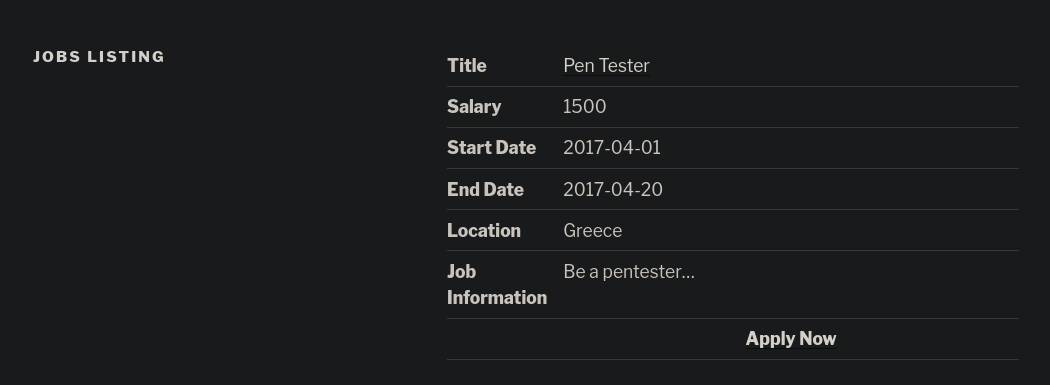 JOBS LISTING
Title Pen Tester
Salary 1500
Start Date 2017-04-01
End Date 2017-04-20
Location Greece
Job Be a pentester...
Information
Apply Now